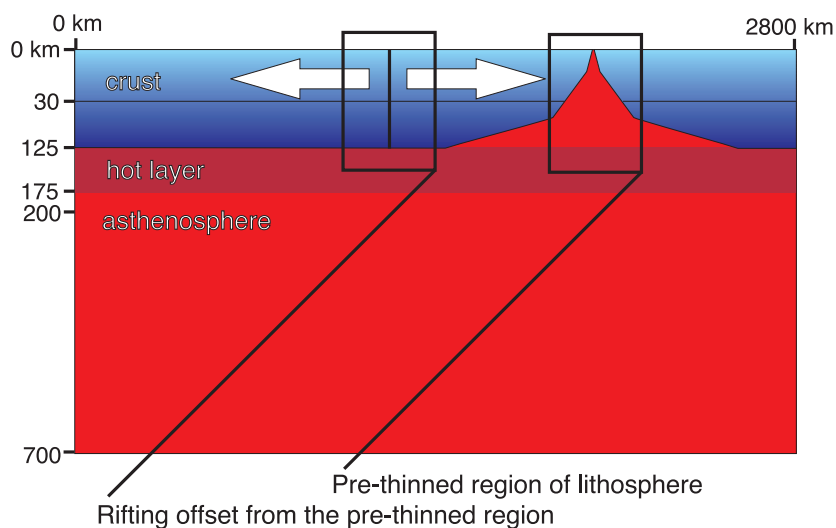 0 km
2800 km
0 km
crust
30
125
hot layer
175
200
asthenosphere
700
Pre-thinned region of lithosphere
Rifting offset from the pre-thinned region